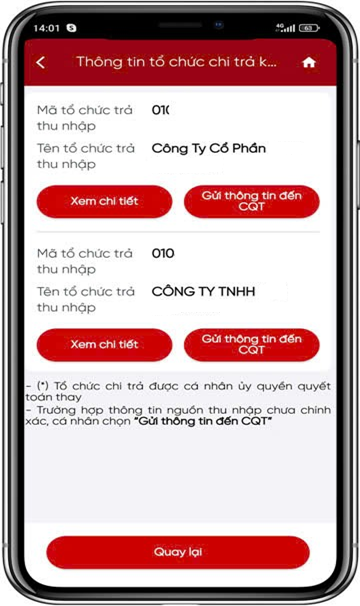 14:01
4G
63
Thông tin tổ chức chi trả k...
Mã tổ chức trả thu nhập
010
Tên tổ chức trả thu nhập
Công Ty Cổ Phần
Xem chi tiết
Gửi thông tin đến CQT
Mã tổ chức trả thu nhập
010
Tên tổ chức trả thu nhập
CÔNG TY TNHH
Xem chi tiết
Gửi thông tin đến CQT
- (*) Tổ chức chi trả được cá nhân ủy quyền quyết
toán thay
- Trường hợp thông tin nguồn thu nhập chưa chính
xác, cá nhân chọn "Gửi thông tin đến CQT"
Quay lại